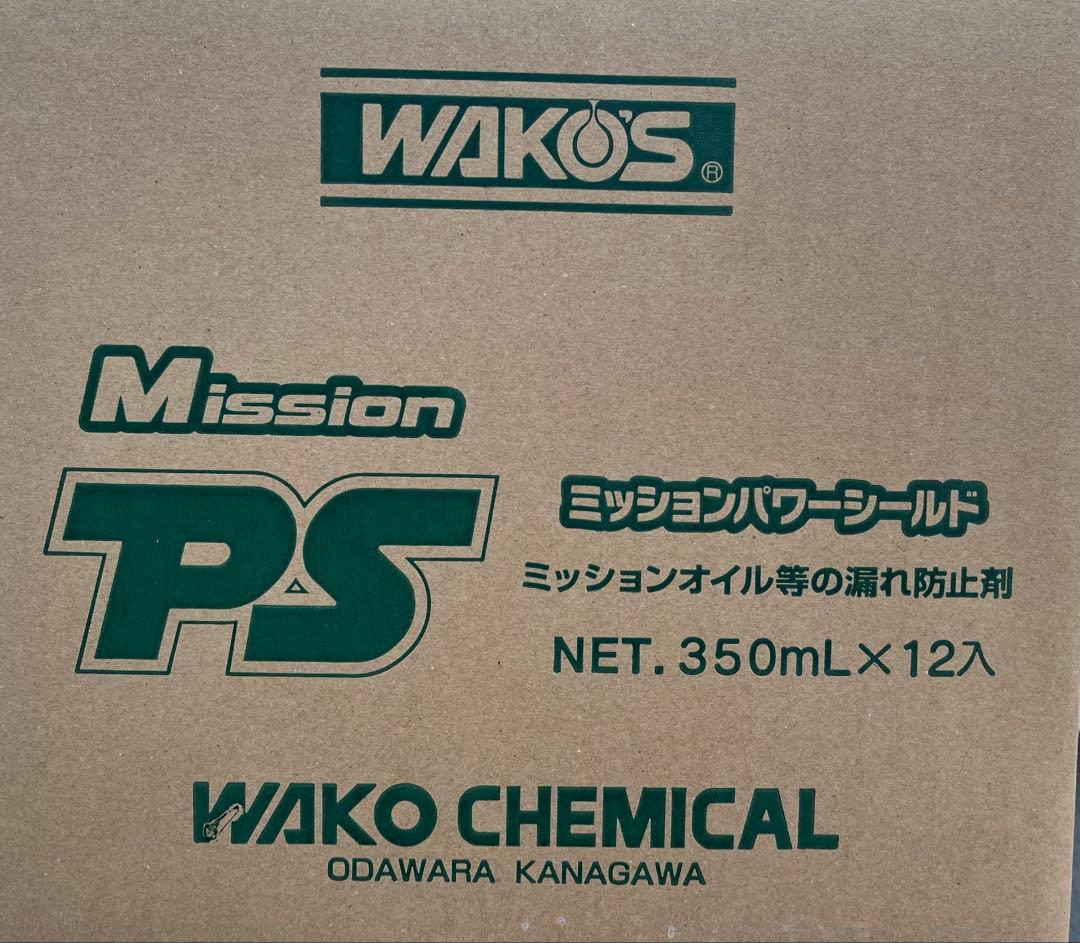 WAKO'S®
Mission
PS
ミッションパワーシールド
ミッションオイル等の漏れ防止剤
NET. 350mL×12入
WAKO CHEMICAL
ODAWARA KANAGAWA